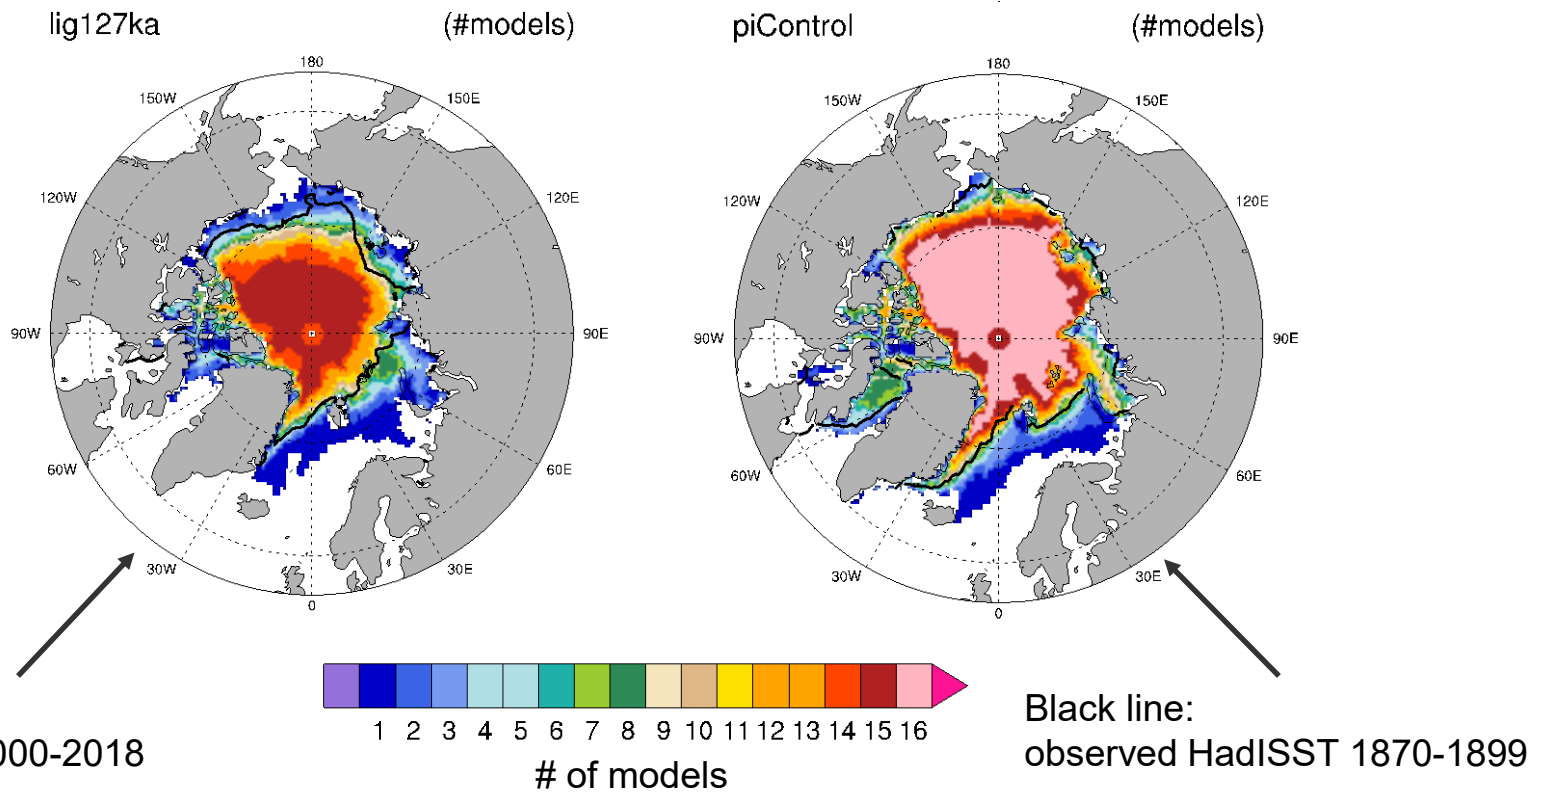 lig127ka (#models)
piControl (#models)
180
150W 150E
120W 120E
90W 90E
60W 60E
30W 30E
0
180
150W 150E
120W 120E
90W 90E
60W 60E
30W 30E
0
1 2 3 4 5 6 7 8 9 10 11 12 13 14 15 16
# of models
000-2018
Black line:
observed HadISST 1870-1899